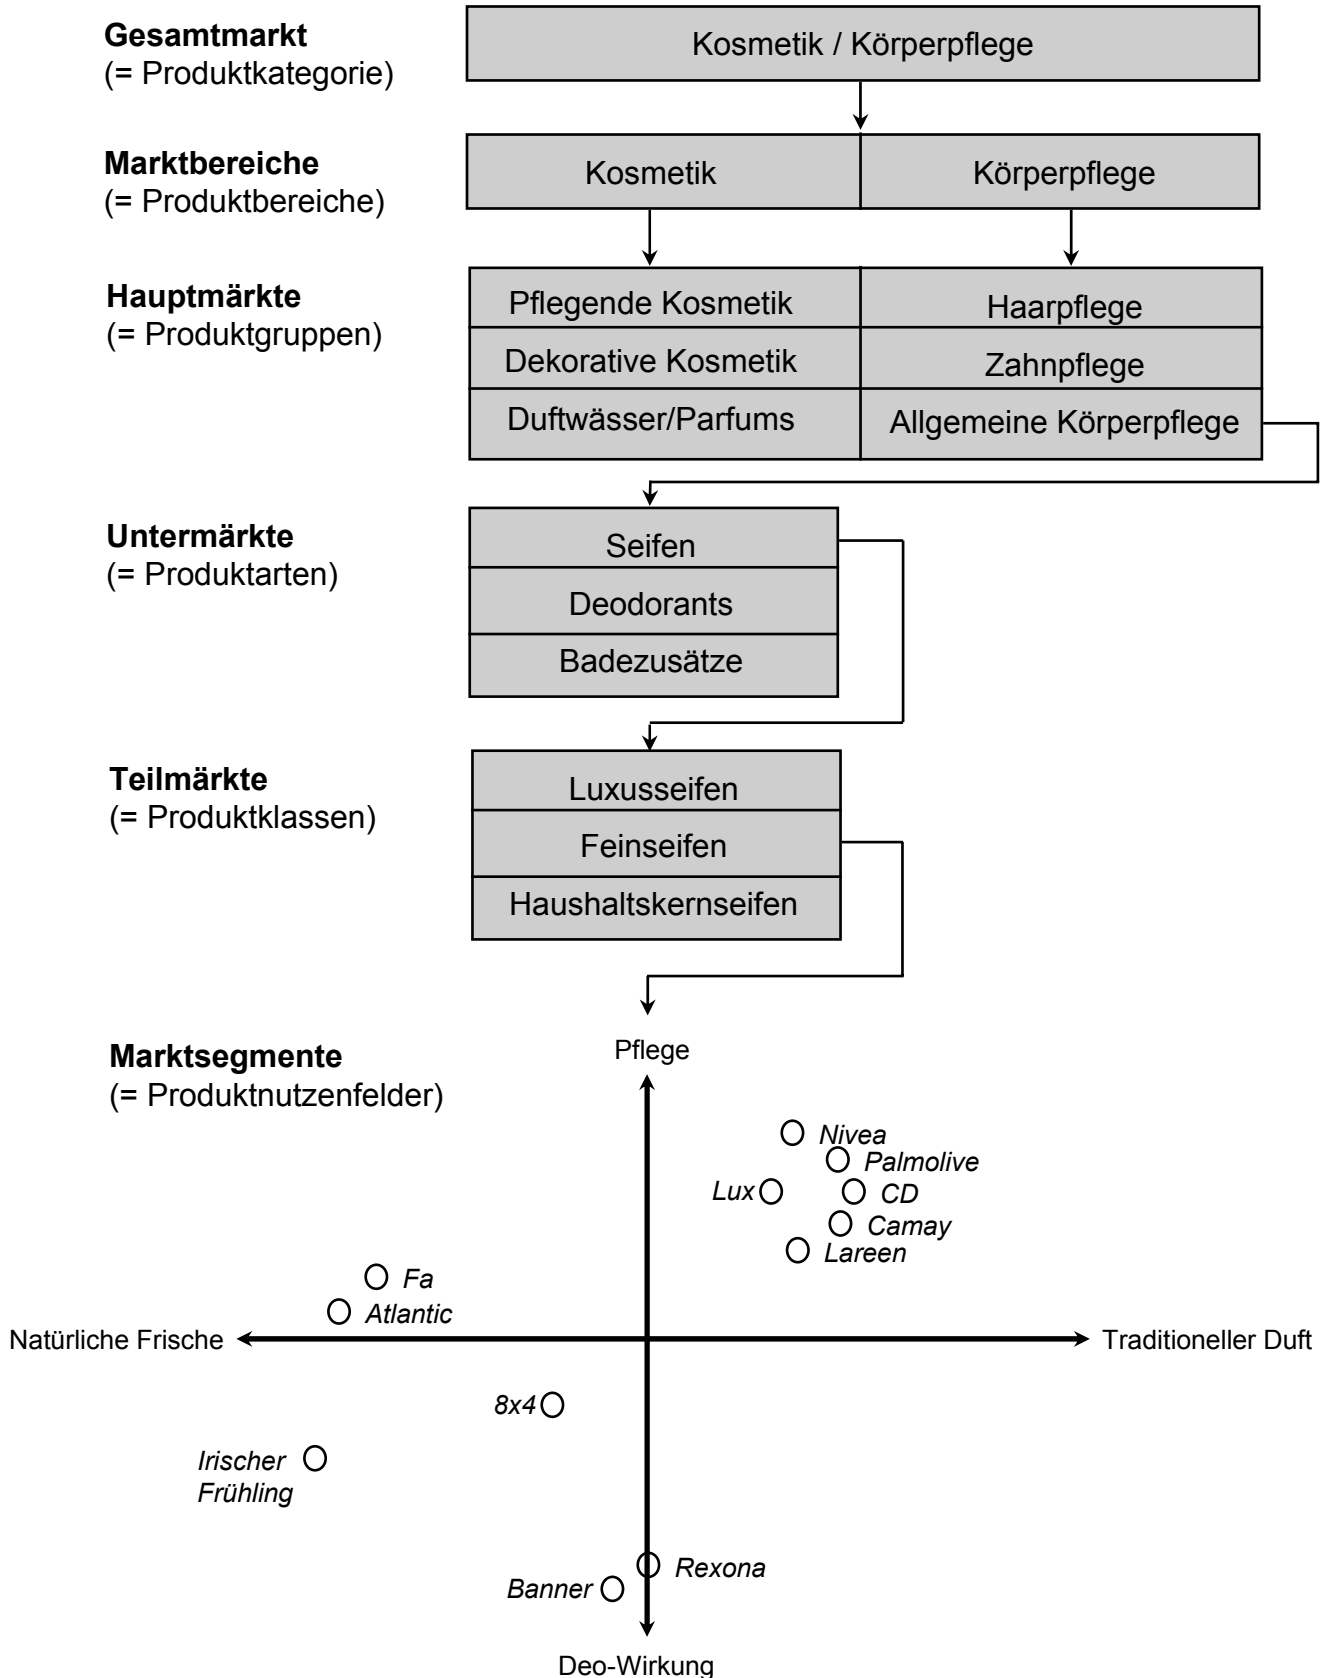 Gesamtmarkt
(= Produktkategorie)
Kosmetik / Körperpflege
Marktbereiche
(= Produktbereiche)
Kosmetik
Körperpflege
Hauptmärkte
(= Produktgruppen)
Pflegende Kosmetik
Haarpflege
Dekorative Kosmetik
Zahnpflege
Duftwässer/Parfums
Allgemeine Körperpflege
Untermärkte
(= Produktarten)
Seifen
Deodorants
Badezusätze
Teilmärkte
(= Produktklassen)
Luxusseifen
Feinseifen
Haushaltskernseifen
Marktsegmente
(= Produktnutzenfelder)
Pflege
Nivea
Palmolive
Lux
CD
Camay
Lareen
Fa
Atlantic
Natürliche Frische
Traditioneller Duft
8x4
Irischer
Frühling
Rexona
Banner
Deo-Wirkung